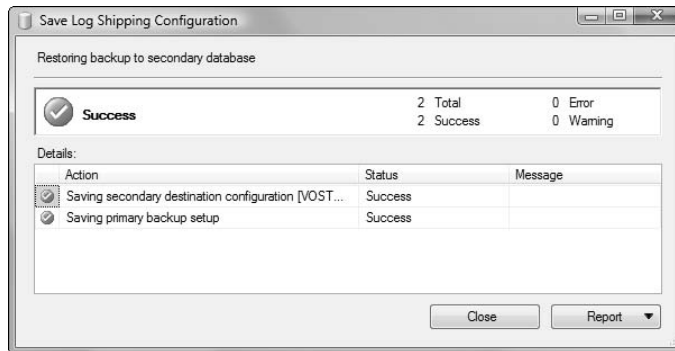 Save Log Shipping Configuration
Restoring backup to secondary database
Success
2 Total
0 Error
2 Success
0 Warning
Details:
Action Status Message
Saving secondary destination configuration [VOST... Success
Saving primary backup setup Success
Close Report